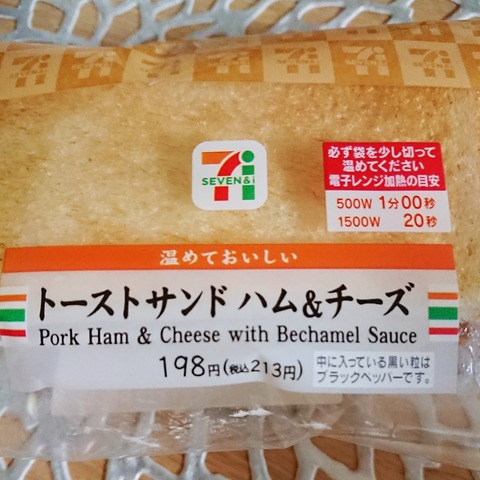 SEVEN&i
必ず袋を少し切って
温めてください
電子レンジ加熱の目安
500W 1分00秒
1500W 20秒
温めておいしい
トーストサンド ハム&チーズ
Pork Ham & Cheese with Bechamel Sauce
198円(税込213円)
中に入っている黒い粒は
ブラックペッパーです。